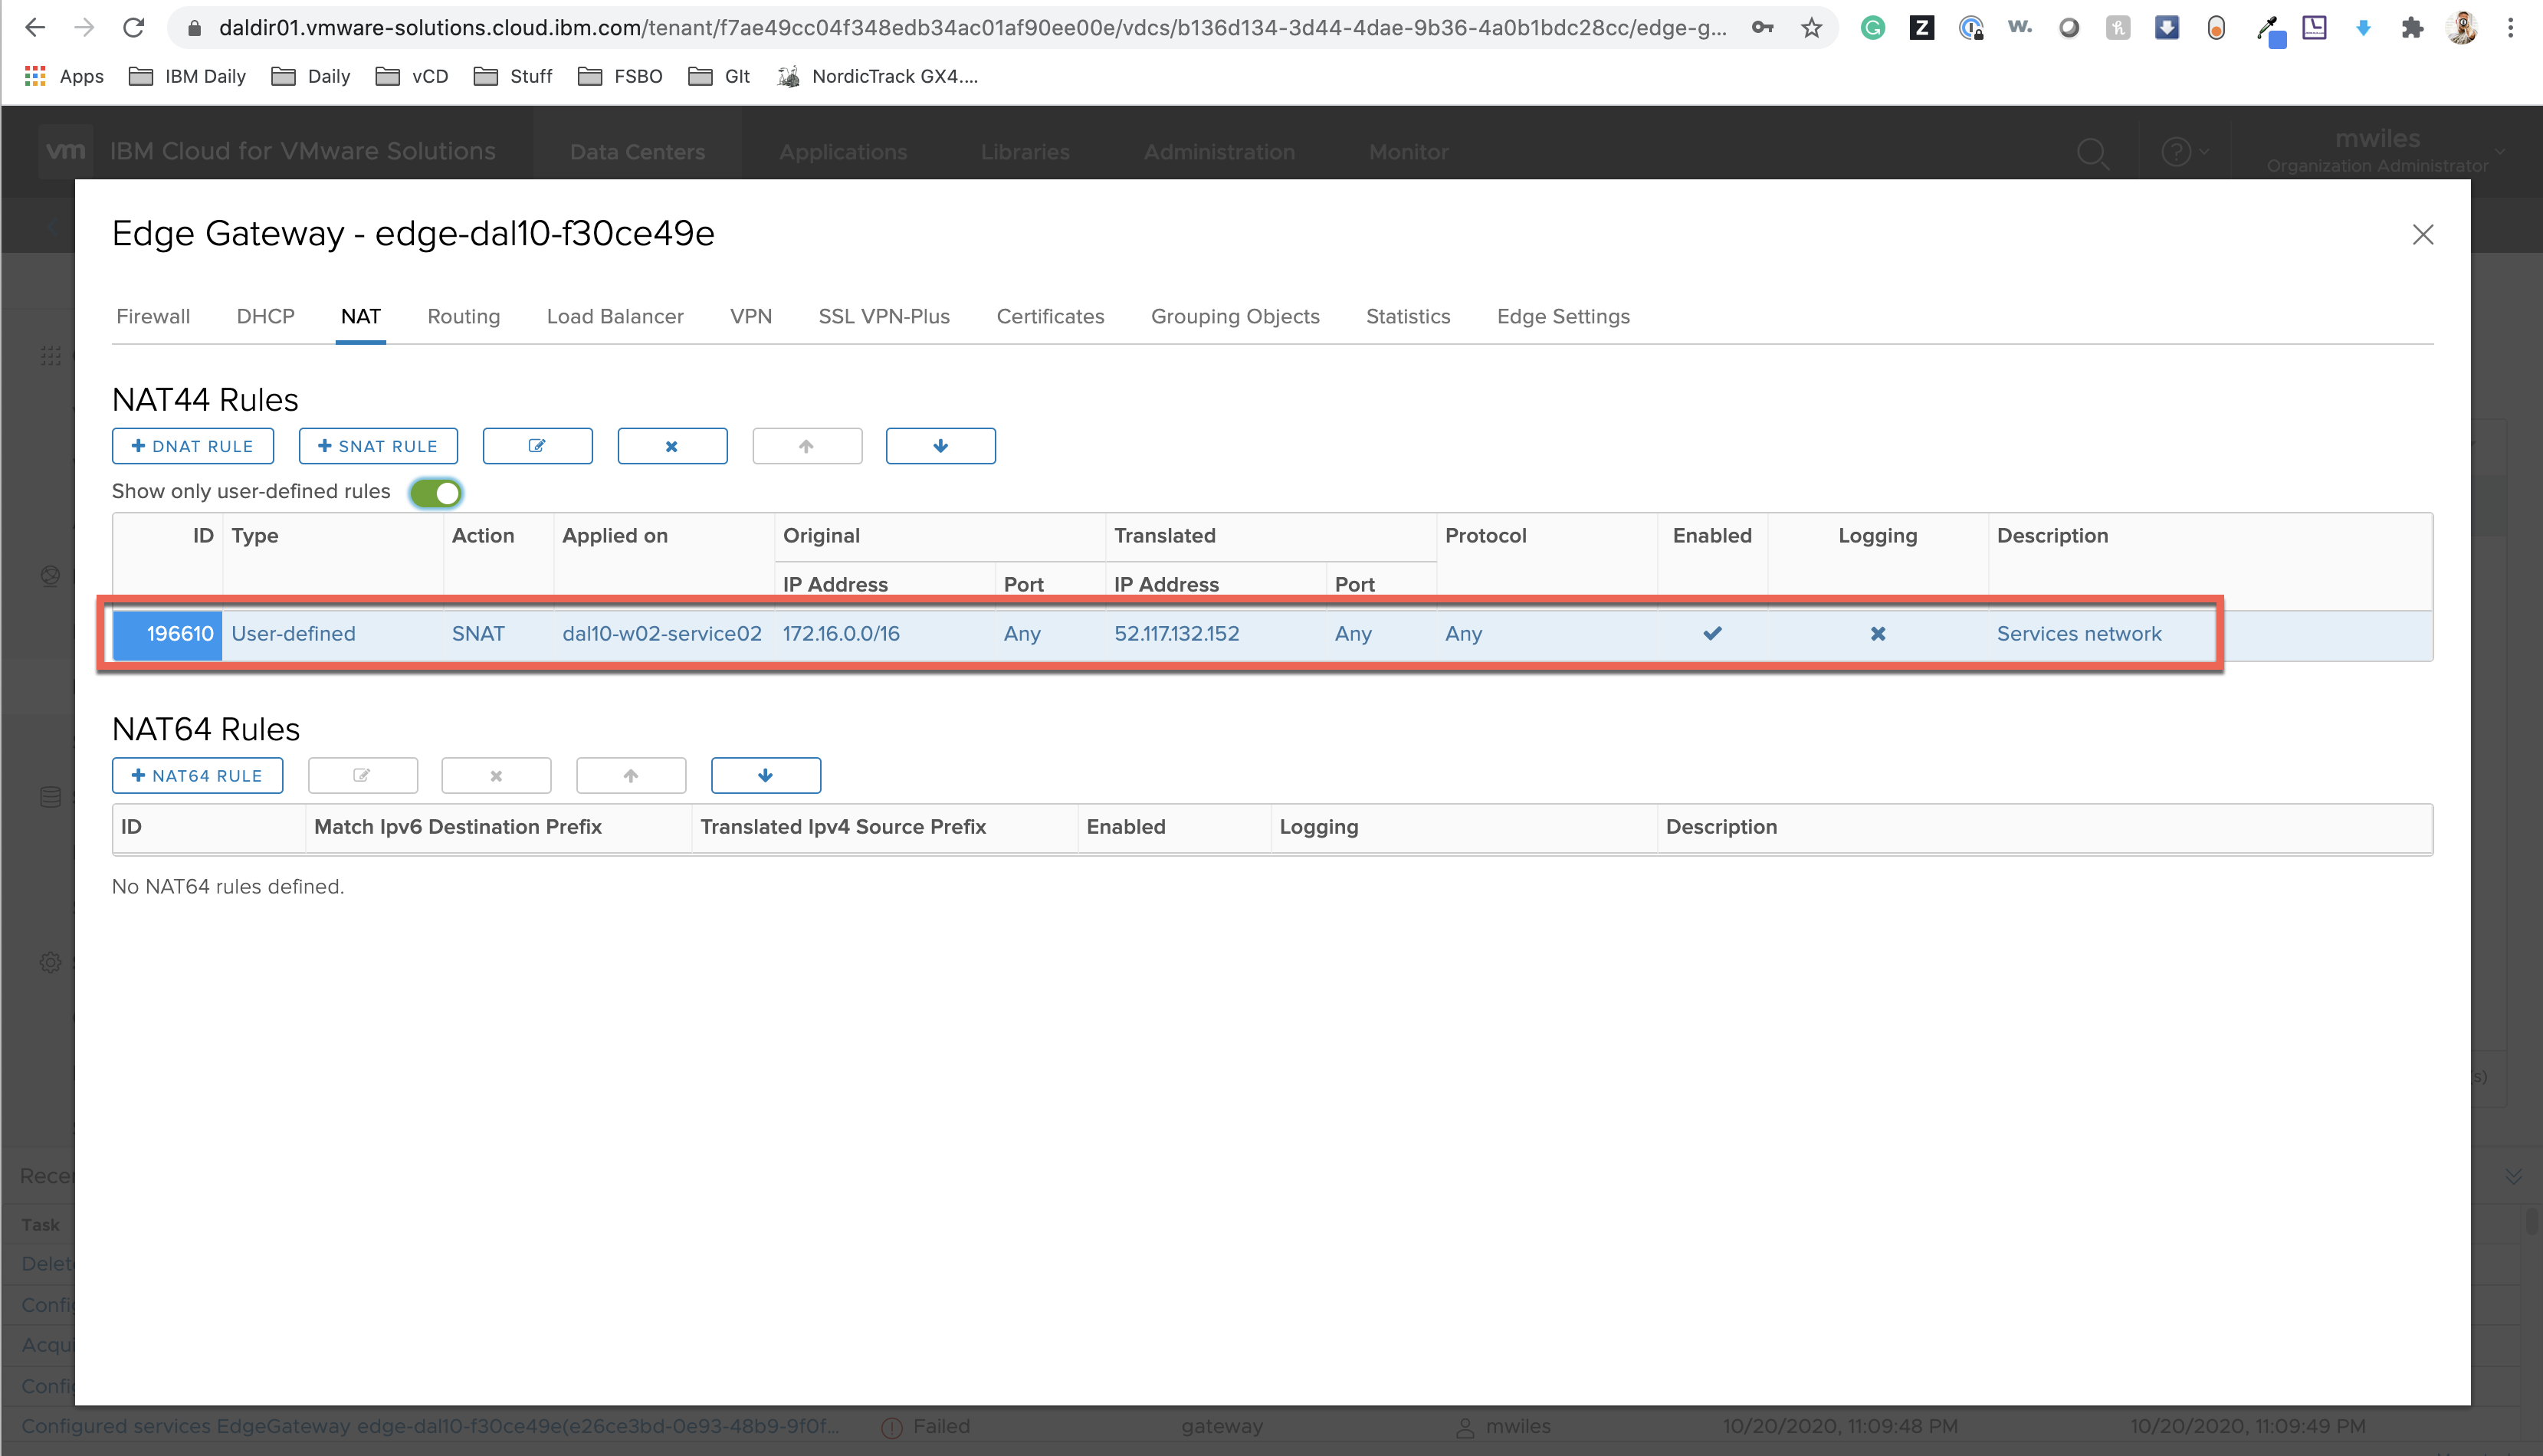 daldir01.vmware-solutions.cloud.ibm.com/tenant/f7ae49cc04f348edb34ac01af90ee00e/vdcs/b136d134-3d44-4dae-9b36-4a0b1bdc28cc/edge-g...
Apps IBM Daily Daily vCD Stuff FSBO GIt NordicTrack GX4....
vm IBM Cloud for VMware Solutions Data Centers Applications Libraries Administration Monitor mwiles
Organization Administrator
Edge Gateway - edge-dal10-f30ce49e
Firewall DHCP NAT Routing Load Balancer VPN SSL VPN-Plus Certificates Grouping Objects Statistics Edge Settings
NAT44 Rules
+ DNAT RULE + SNAT RULE
Show only user-defined rules
ID Type Action Applied on Original Translated Protocol Enabled Logging Description
IP Address Port IP Address Port
196610 User-defined SNAT dal10-w02-service02 172.16.0.0/16 Any 52.117.132.152 Any Any Services network
NAT64 Rules
+ NAT64 RULE
ID Match Ipv6 Destination Prefix Translated Ipv4 Source Prefix Enabled Logging Description
No NAT64 rules defined.
Task
Configured services EdgeGateway edge-dal10-f30ce49e(e26ce3bd-0e93-48b9-9f0f... Failed gateway mwiles 10/20/2020, 11:09:48 PM 10/20/2020, 11:09:49 PM